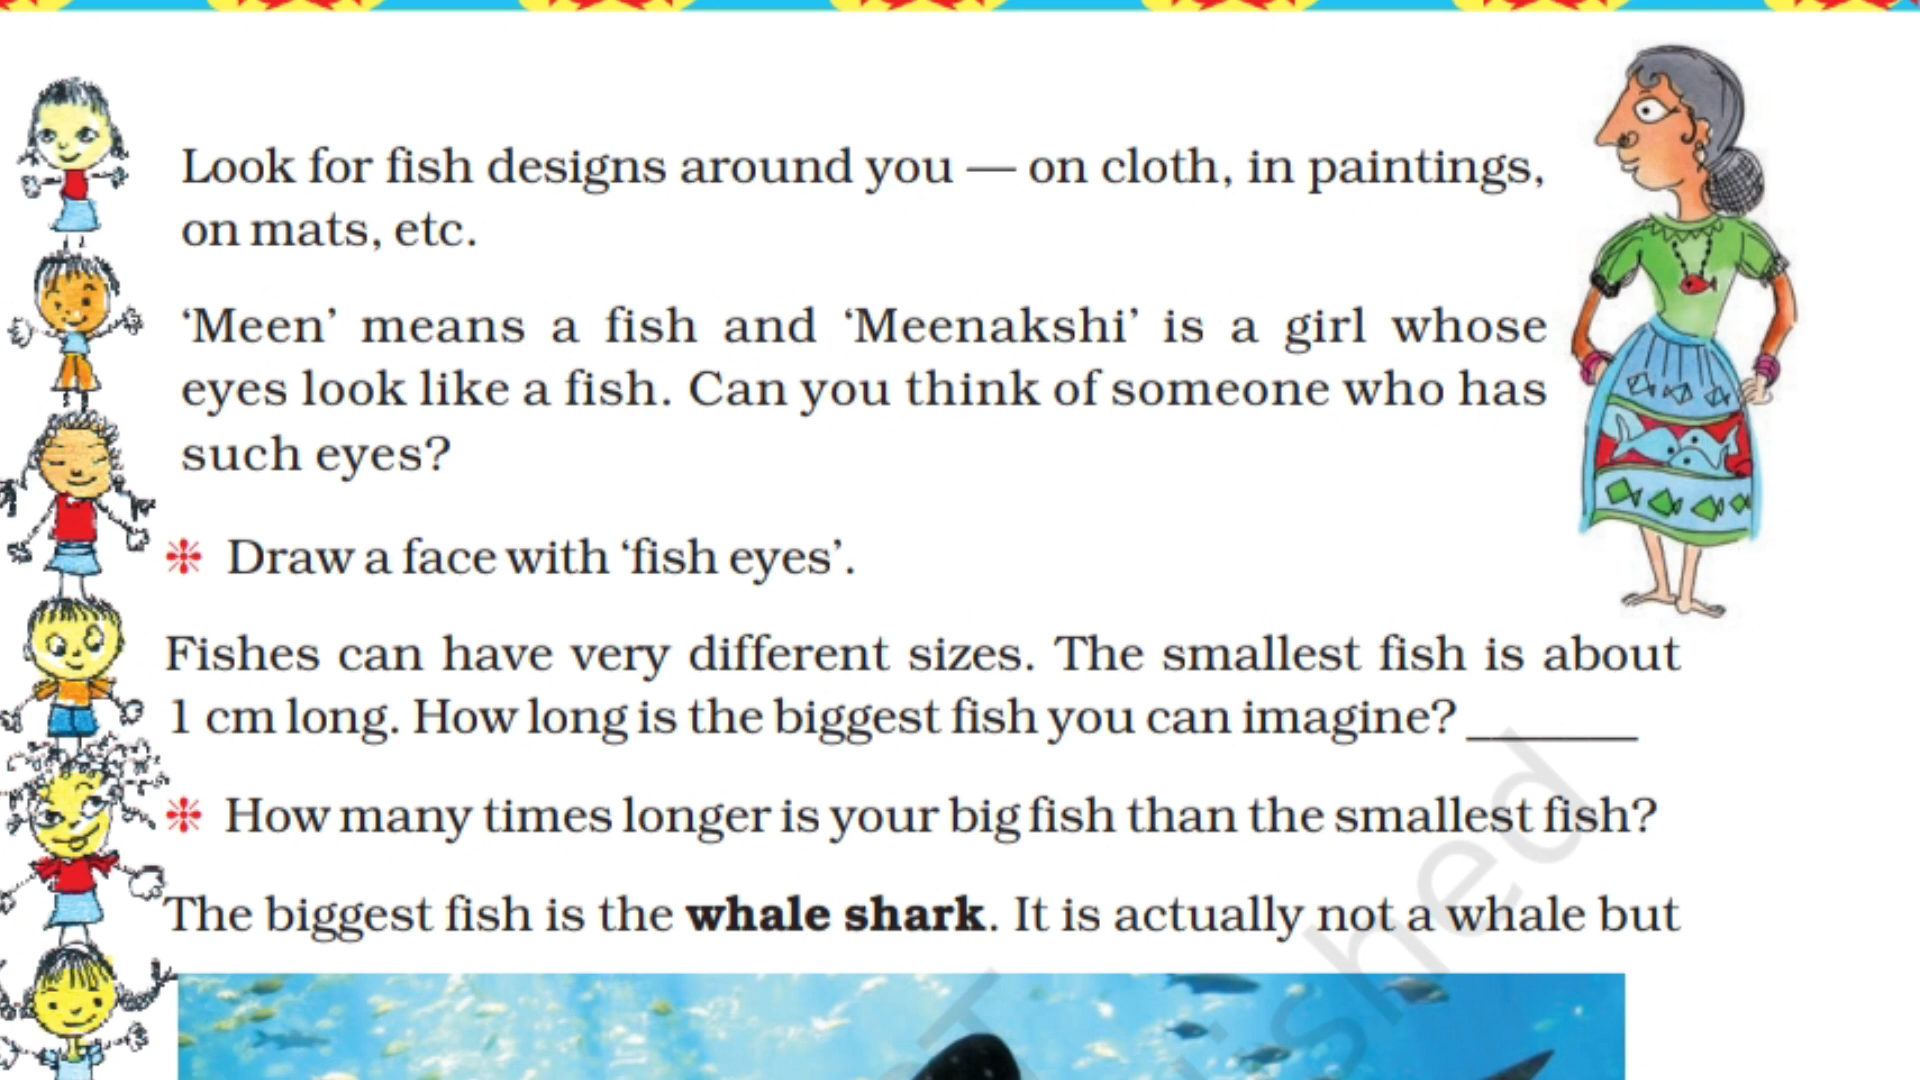 Look for fish designs around you — on cloth, in paintings,
on mats, etc.
‘Meen’ means a fish and ‘Meenakshi’ is a girl whose
eyes look like a fish. Can you think of someone who has
such eyes?
❉ Draw a face with ‘fish eyes’.
Fishes can have very different sizes. The smallest fish is about
1 cm long. How long is the biggest fish you can imagine? _______
❉ How many times longer is your big fish than the smallest fish?
The biggest fish is the whale shark. It is actually not a whale but